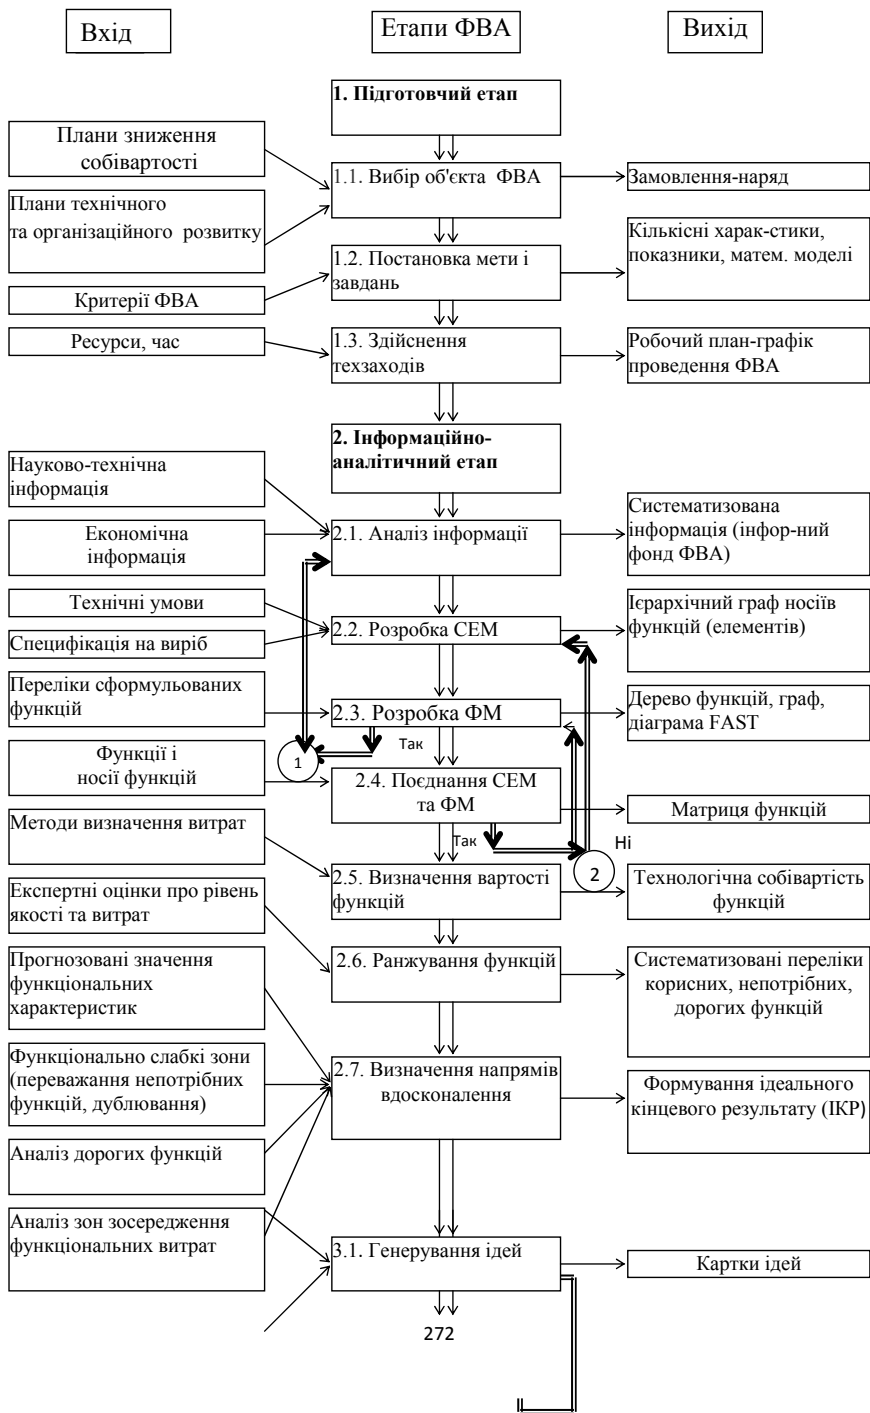 Вхід
Етапи ФВА
Вихід
1. Підготовчий етап
Плани зниження
собівартості
1.1. Вибір об'єкта ФВА
Замовлення-наряд
Плани технічного
та організаційного розвитку
1.2. Постановка мети і
завдань
Кількісні харак-стики,
показники, матем. моделі
Критерії ФВА
Ресурси, час
1.3. Здійснення
техзаходів
Робочий план-графік
проведення ФВА
2. Інформаційно-
аналітичний етап
Науково-технічна
інформація
Економічна
інформація
2.1. Аналіз інформації
Систематизована
інформація (інфор-ний
фонд ФВА)
Технічні умови
Специфікація на виріб
2.2. Розробка СЕМ
Ієрархічний граф носіїв
функцій (елементів)
Переліки сформульованих
функцій
2.3. Розробка ФМ
Дерево функцій, граф,
діаграма FAST
Так
1
Функції і
носії функцій
2.4. Поєднання СЕМ
та ФМ
Матриця функцій
Так
Ні
2
Методи визначення витрат
2.5. Визначення вартості
функцій
Технологічна собівартість
функцій
Експертні оцінки про рівень
якості та витрат
2.6. Ранжування функцій
Систематизовані переліки
корисних, непотрібних,
дорогих функцій
Прогнозовані значення
функціональних
характеристик
Функціонально слабкі зони
(переважання непотрібних
функцій, дублювання)
2.7. Визначення напрямів
вдосконалення
Формування ідеального
кінцевого результату (ІКР)
Аналіз дорогих функцій
Аналіз зон зосередження
функціональних витрат
3.1. Генерування ідей
Картки ідей
272